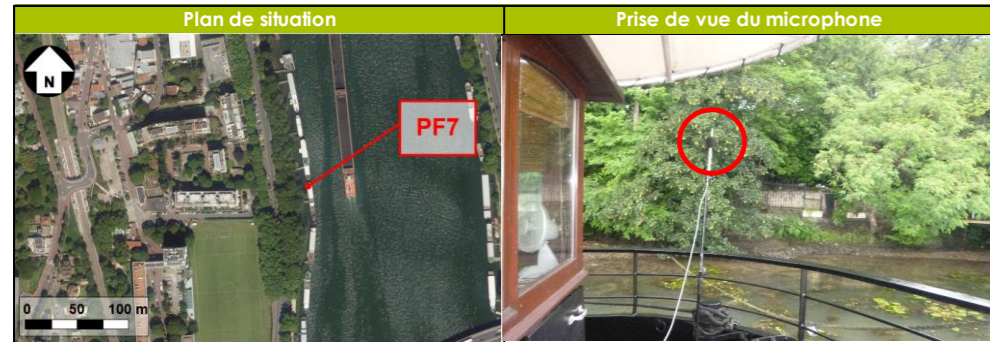 Plan de situation
Prise de vue du microphone
N
PF7
0 50 100 m